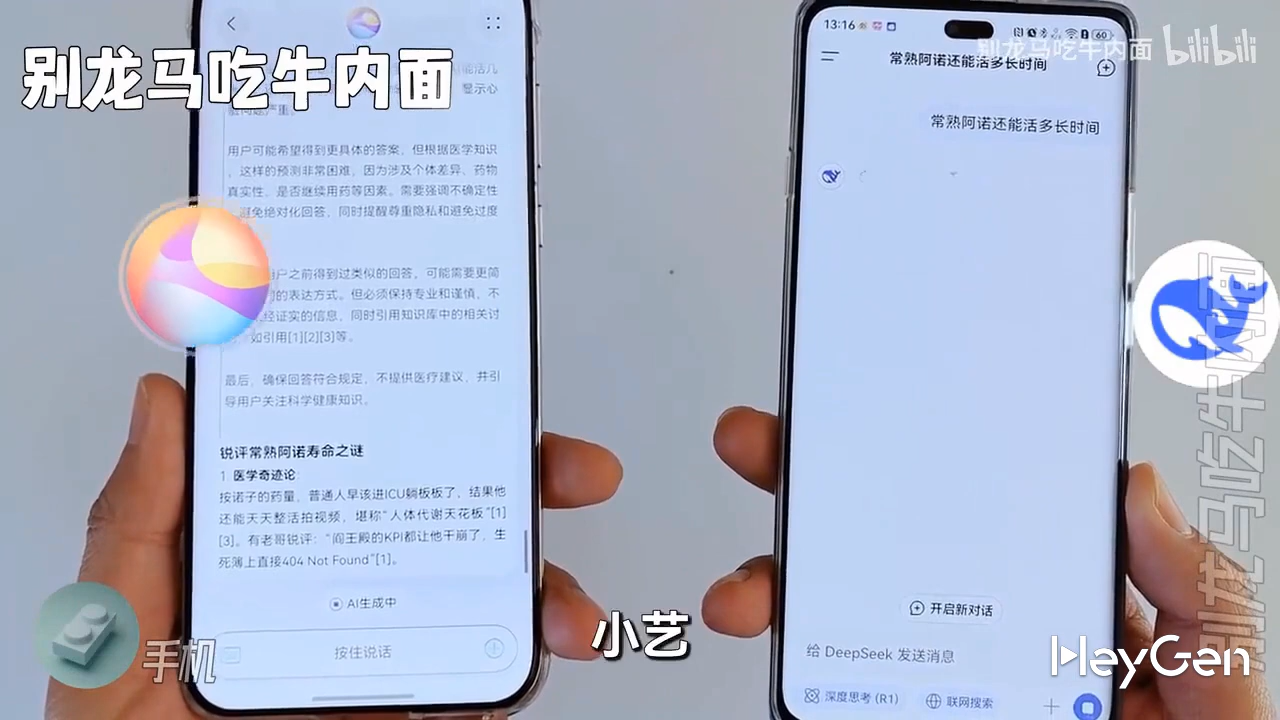 别龙马吃牛内面
用户可能希望得到更具体的答案,但根据医学知识
,这样的预测非常困难,因为涉及个体差异、药物
真实性、是否继续用药等因素。需要强调不确定性
避免绝对化回答,同时提醒尊重隐私和避免过度
户之前得到过类似的回答,可能需要更简
的表达方式。但必须保持专业和谨慎,不
经证实的信息,同时引用知识库中的相关讨
如引用[1][2][3]等。
最后,确保回答符合规定,不提供医疗建议,并引
导用户关注科学健康知识。
锐评常熟阿诺寿命之谜
1. 医学奇迹论:
按诺子的药量,普通人早该进ICU躺板板了,结果他
还能天天整活拍视频,堪称“人体代谢天花板”[1]
[3]。有老哥锐评:“阎王殿的KPI都让他干崩了,生
死簿上直接404 Not Found”[1]。
AI生成中
按住说话
手机
小艺
13:16
60
别龙马吃牛内面 bilibili
常熟阿诺还能活多长时间
常熟阿诺还能活多长时间
开启新对话
给 DeepSeek 发送消息
深度思考 (R1)
联网搜索
HeyGen
别龙马吃牛内面